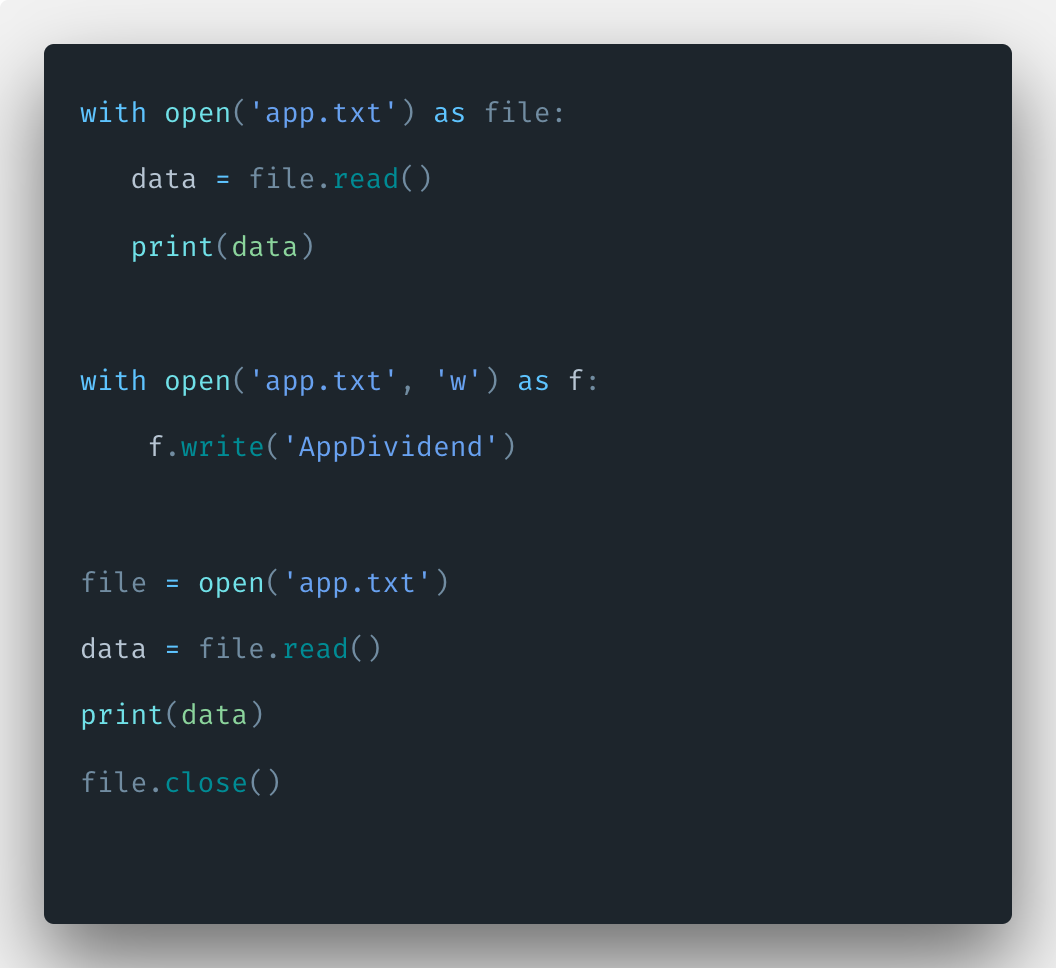 with open('app.txt') as file:
   data = file.read()
   print(data)
with open('app.txt', 'w') as f:
    f.write('AppDividend')
file = open('app.txt')
data = file.read()
print(data)
file.close()